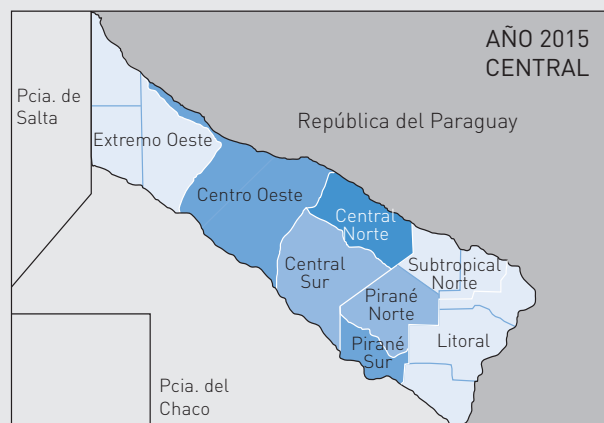 AÑO 2015
CENTRAL
Pcia. de
Salta
República del Paraguay
Extremo Oeste
Centro Oeste
Central
Norte
Subtropical
Norte
Central
Sur
Pirané
Norte
Litoral
Pirané
Sur
Pcia. del
Chaco